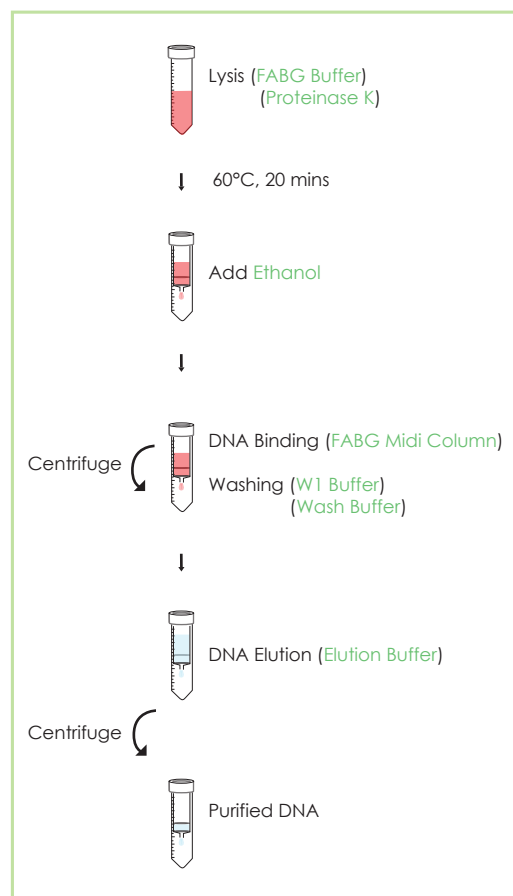 Lysis (FABG Buffer)
(Proteinase K)
60°C, 20 mins
Add Ethanol
DNA Binding (FABG Midi Column)
Centrifuge
Washing (W1 Buffer)
(Wash Buffer)
DNA Elution (Elution Buffer)
Centrifuge
Purified DNA